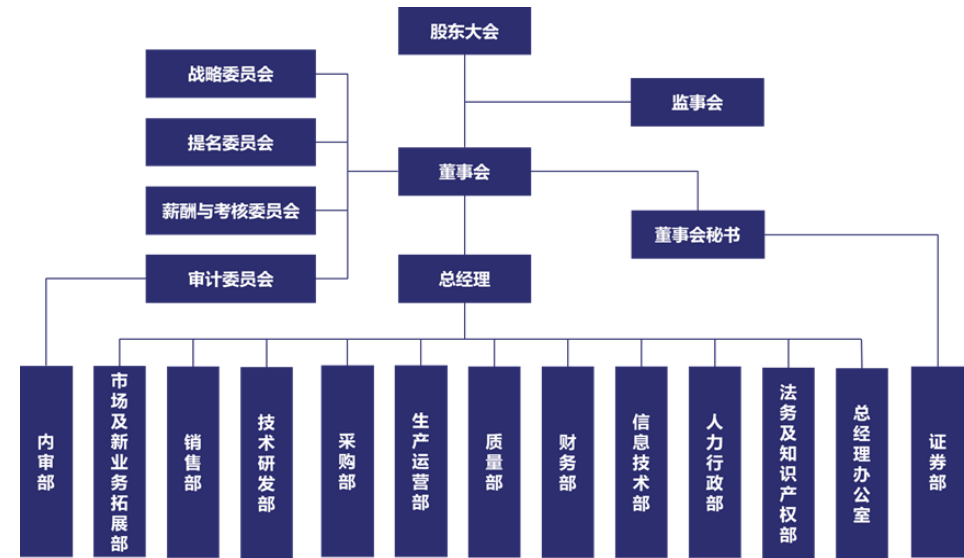 股东大会
战略委员会
监事会
提名委员会
董事会
薪酬与考核委员会
董事会秘书
审计委员会
总经理
内审部
市场及新业务拓展部
销售部
技术研发部
采购部
生产运营部
质量部
财务部
信息技术部
人力行政部
法务及知识产权部
总经理办公室
证券部